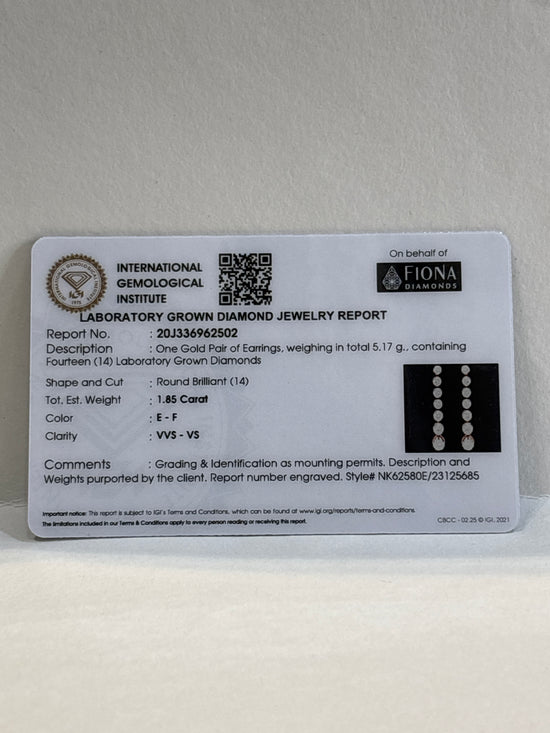 INTERNATIONAL
GEMOLOGICAL
INSTITUTE
INTERNATIONAL GEMOLOGICAL INSTITUTE
IGI
1975
On behalf of
FIONA
DIAMONDS
LABORATORY GROWN DIAMOND JEWELRY REPORT
Report No. : 20J336962502
Description : One Gold Pair of Earrings, weighing in total 5.17 g., containing
Fourteen (14) Laboratory Grown Diamonds
Shape and Cut : Round Brilliant (14)
Tot. Est. Weight : 1.85 Carat
Color : E - F
Clarity : VVS - VS
Comments : Grading & Identification as mounting permits. Description and
Weights purported by the client. Report number engraved. Style# NK62580E/23125685
Important notice: This report is subject to IGI's Terms and Conditions, which can be found at www.igi.org/reports/terms-and-conditions.
The limitations included in our Terms & Conditions apply to every person reading or receiving this report.
CBCC - 02.25 © IGI, 2021